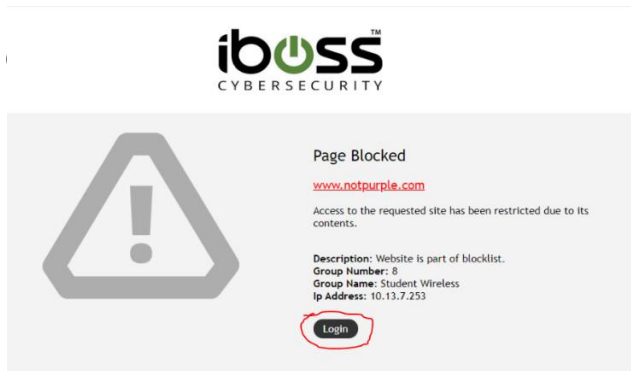 iboss™
CYBERSECURITY
Page Blocked
www.notpurple.com
Access to the requested site has been restricted due to its
contents.
Description: Website is part of blocklist.
Group Number: 8
Group Name: Student Wireless
Ip Address: 10.13.7.253
Login